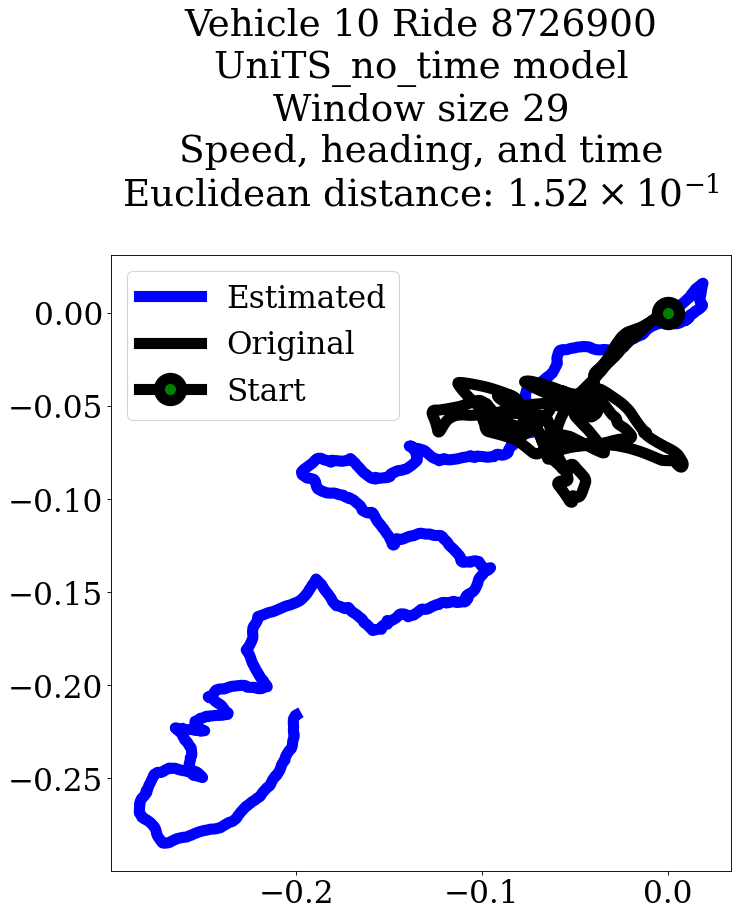 Vehicle 10 Ride 8726900
UniTS_no_time model
Window size 29
Speed, heading, and time
Euclidean distance: 1.52 × 10⁻¹
Estimated
Original
Start
0.00
−0.05
−0.10
−0.15
−0.20
−0.25
−0.2
−0.1
0.0